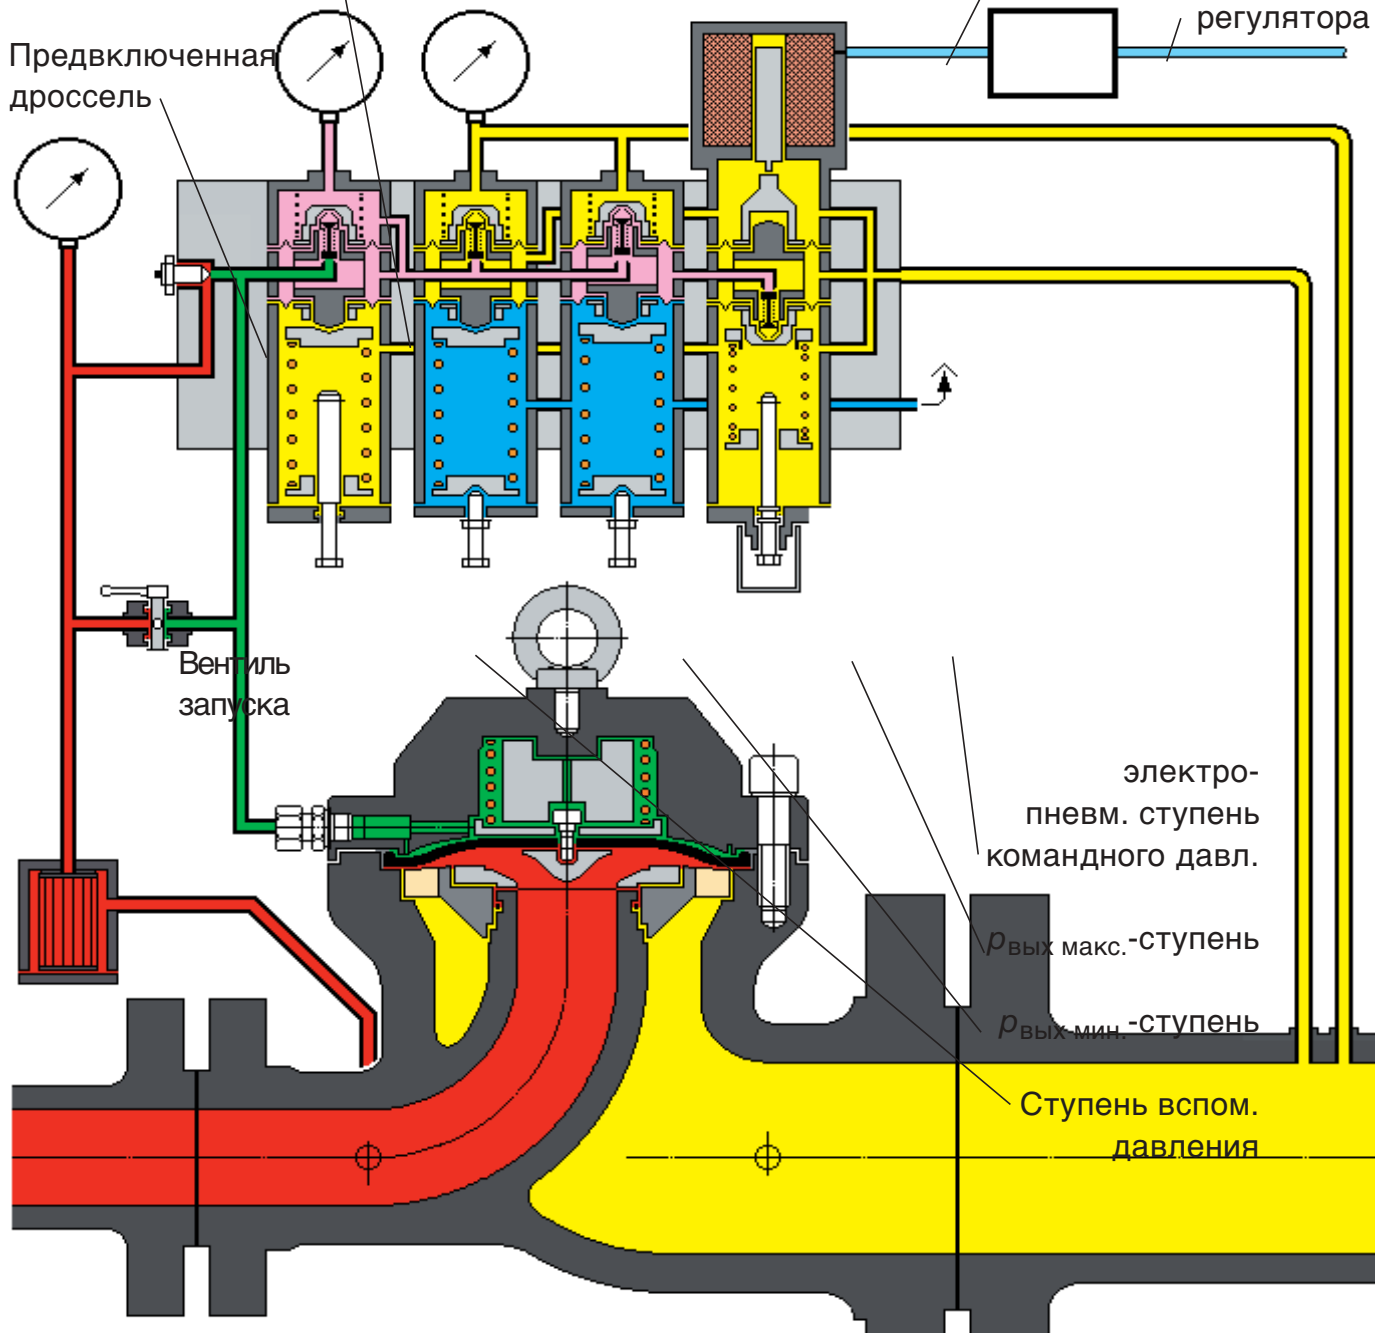 регулятора
Предвключенная
дроссель
Вентиль
запуска
электро-
пневм. ступень
командного давл.
pвых макс.-ступень
pвых мин.-ступень
Ступень вспом.
давления